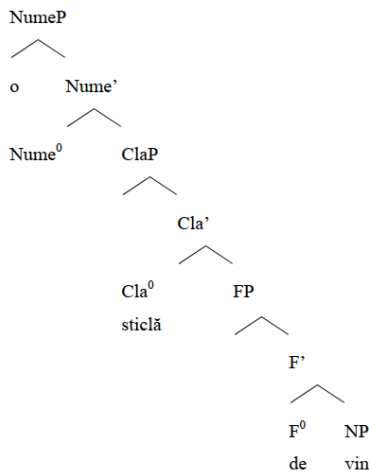 NumeP
o Nume’
Nume⁰ ClaP
Cla’
Cla⁰ FP
sticlă
F’
F⁰ NP
de vin